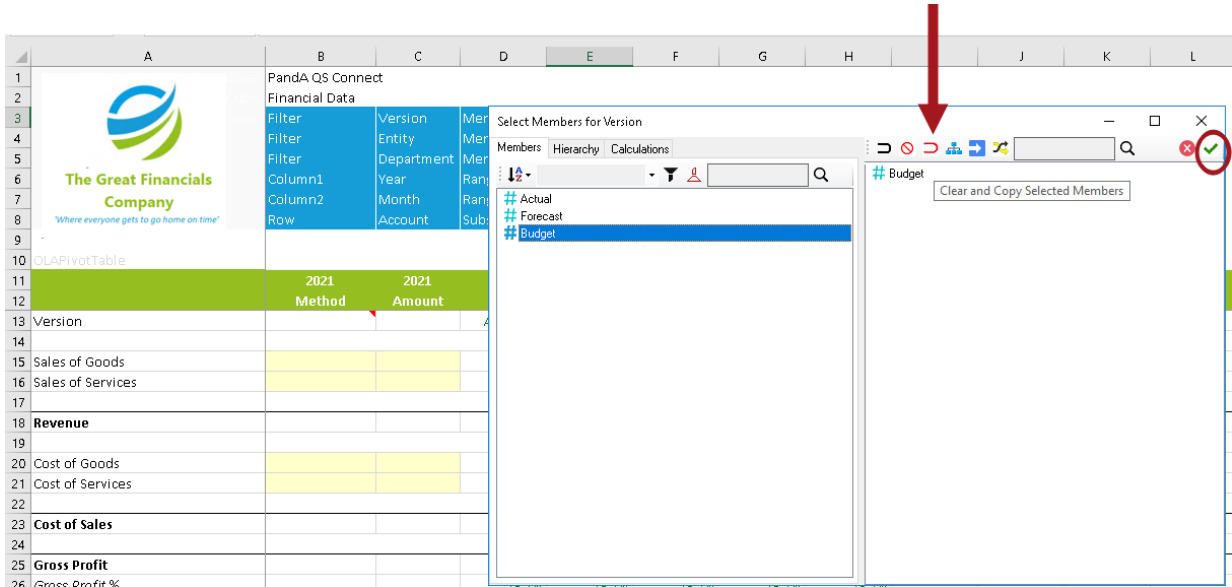 A B C D E F G H J K L
1 PandA QS Connect
2 Financial Data
3 Filter Version
4 Filter Entity
5 Filter Department
6 Column1 Year
7 Column2 Month
8 Row Account
The Great Financials
Company
"Where everyone gets to go home on time"
9
10 OLAPivotTable
11 2021 2021
12 Method Amount
13 Version
14
15 Sales of Goods
16 Sales of Services
17
18 Revenue
19
20 Cost of Goods
21 Cost of Services
22
23 Cost of Sales
24
25 Gross Profit
26 Gross Profit %
Select Members for Version
Members Hierarchy Calculations
# Actual
# Forecast
# Budget
# Budget
Clear and Copy Selected Members